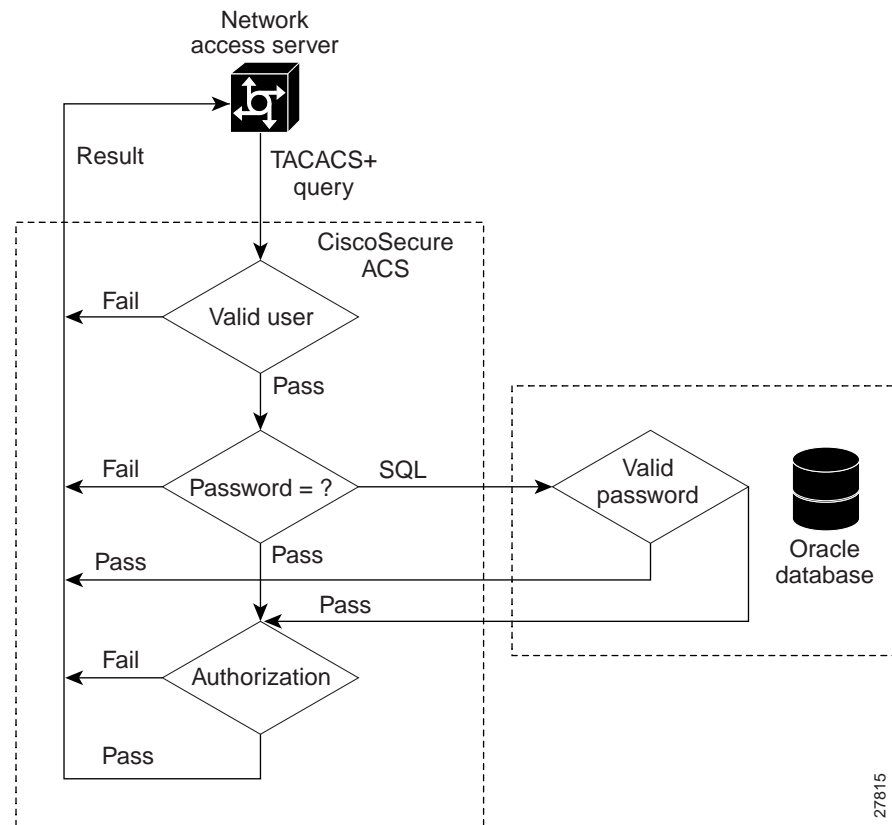 Network
access server
Result
TACACS+
query
CiscoSecure
ACS
Fail
Valid user
Pass
Fail
Password = ?
SQL
Valid
password
Pass
Pass
Oracle
database
Pass
Fail
Authorization
Pass
27815